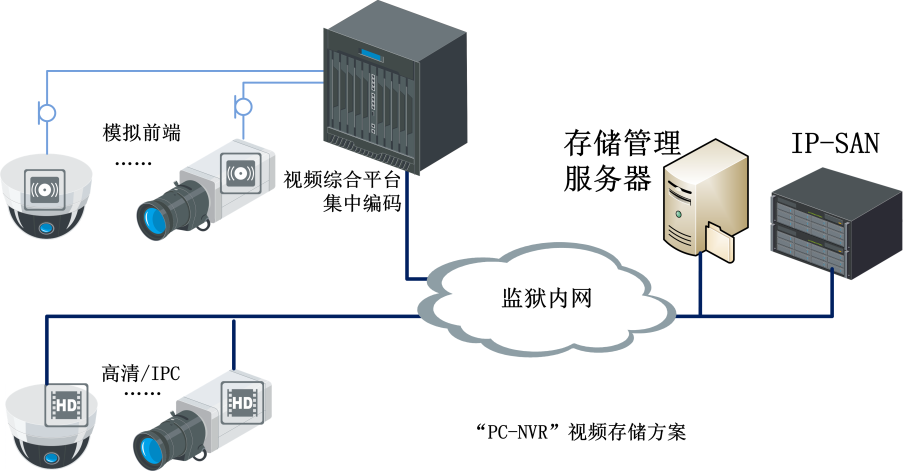 模拟前端
……
视频综合平台
集中编码
存储管理
服务器
IP-SAN
监狱内网
高清/IPC
……
HD
HD
“PC-NVR”视频存储方案